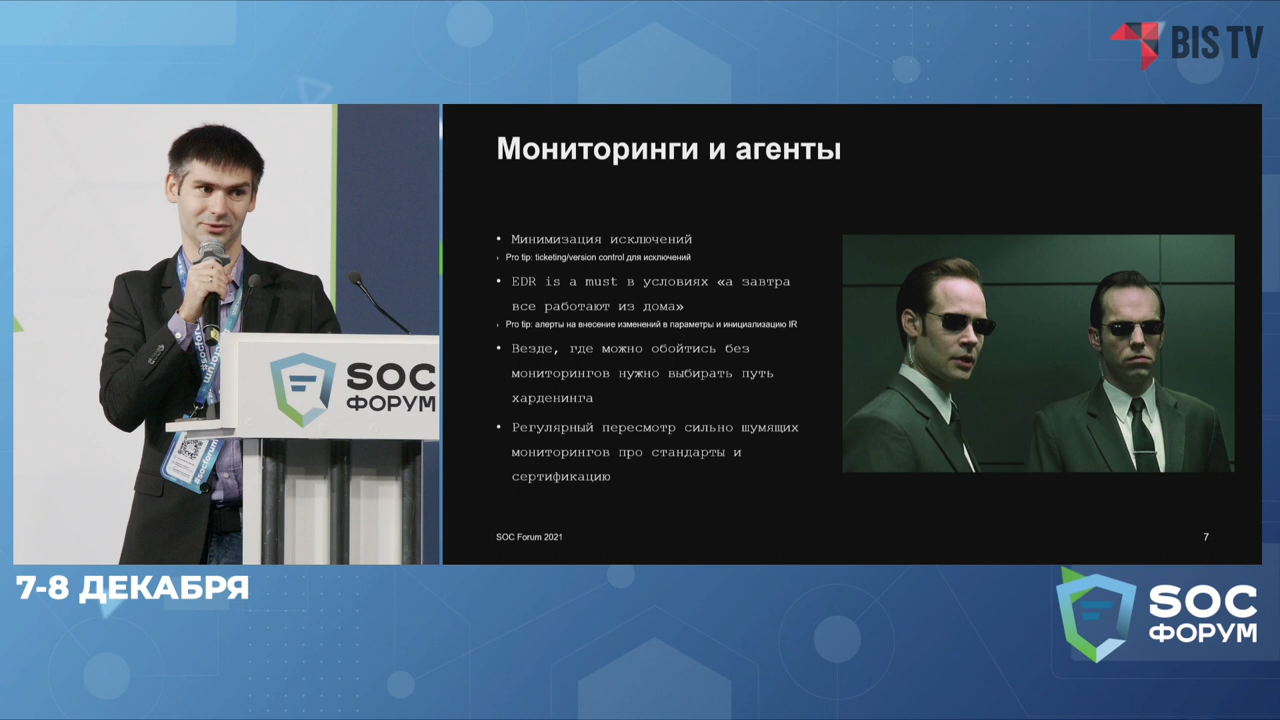 BIS TV
Мониторинги и агенты
• Минимизация исключений
› Pro tip: ticketing/version control для исключений
• EDR is a must в условиях «а завтра
все работают из дома»
› Pro tip: алерты на внесение изменений в параметры и инициализацию IR
• Везде, где можно обойтись без
мониторингов нужно выбирать путь
харденинга
• Регулярный пересмотр сильно шумящих
мониторингов про стандарты и
сертификацию
SOC Forum 2021
7
SOC
ФОРУМ
#socforum
7-8 ДЕКАБРЯ
SOC
ФОРУМ